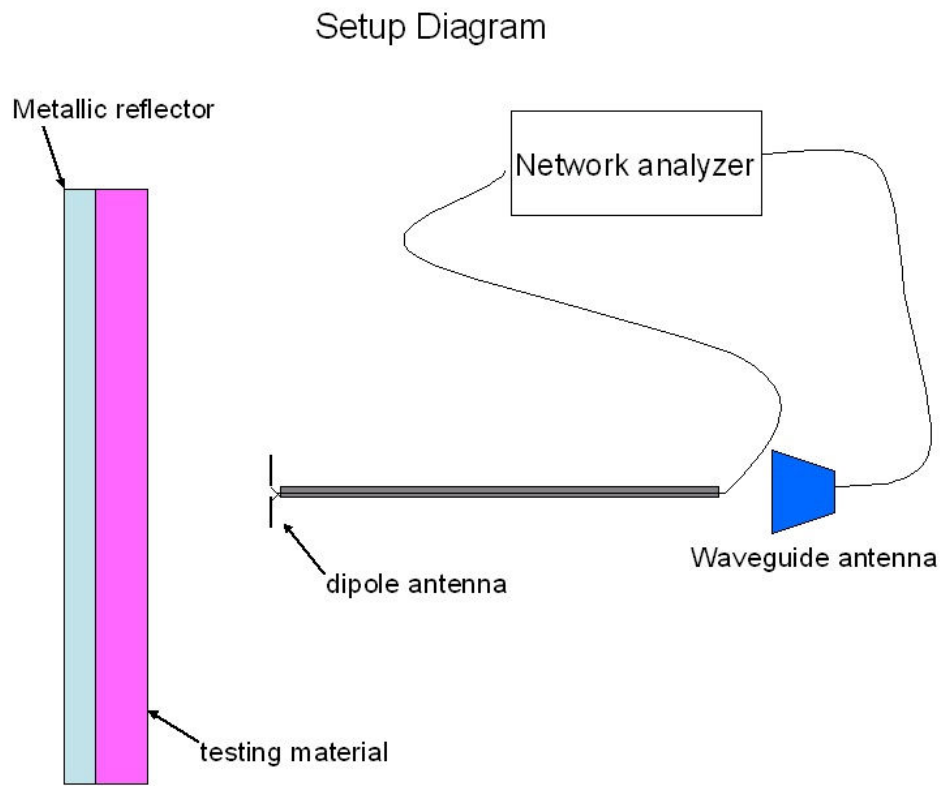 Setup Diagram
Metallic reflector
Network analyzer
Waveguide antenna
dipole antenna
testing material